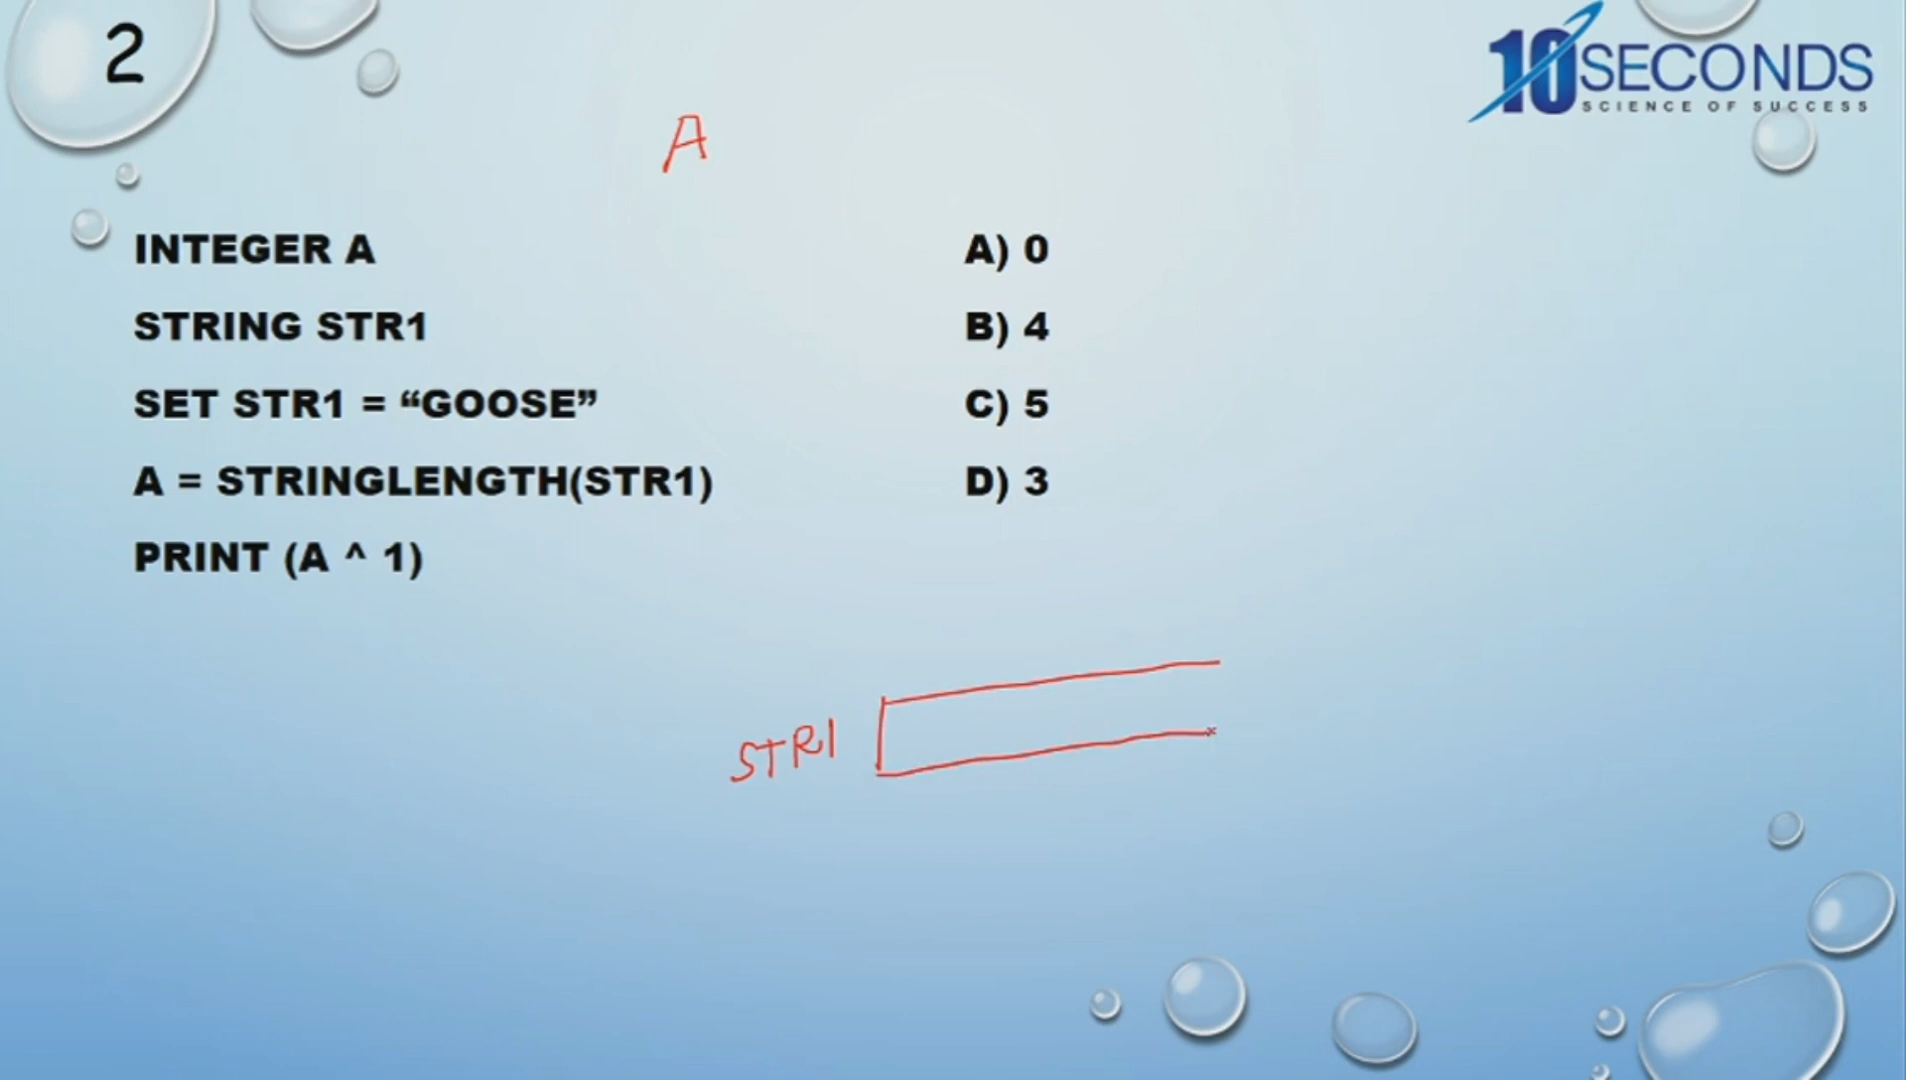 2
10SECONDS
SCIENCE OF SUCCESS
A
INTEGER A
STRING STR1
SET STR1 = “GOOSE”
A = STRINGLENGTH(STR1)
PRINT (A ^ 1)
A) 0
B) 4
C) 5
D) 3
STR1